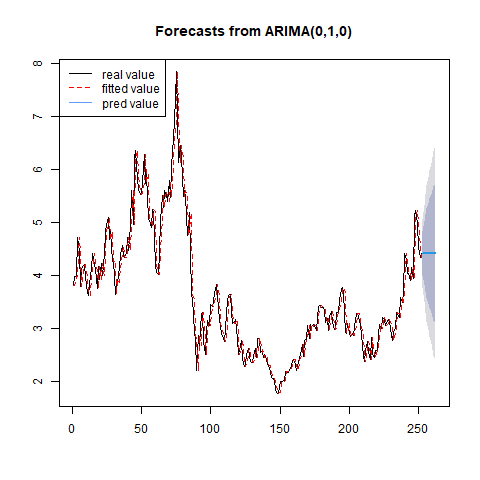 Forecasts from ARIMA(0,1,0)
real value
fitted value
pred value
8
7
6
5
4
3
2
0 50 100 150 200 250